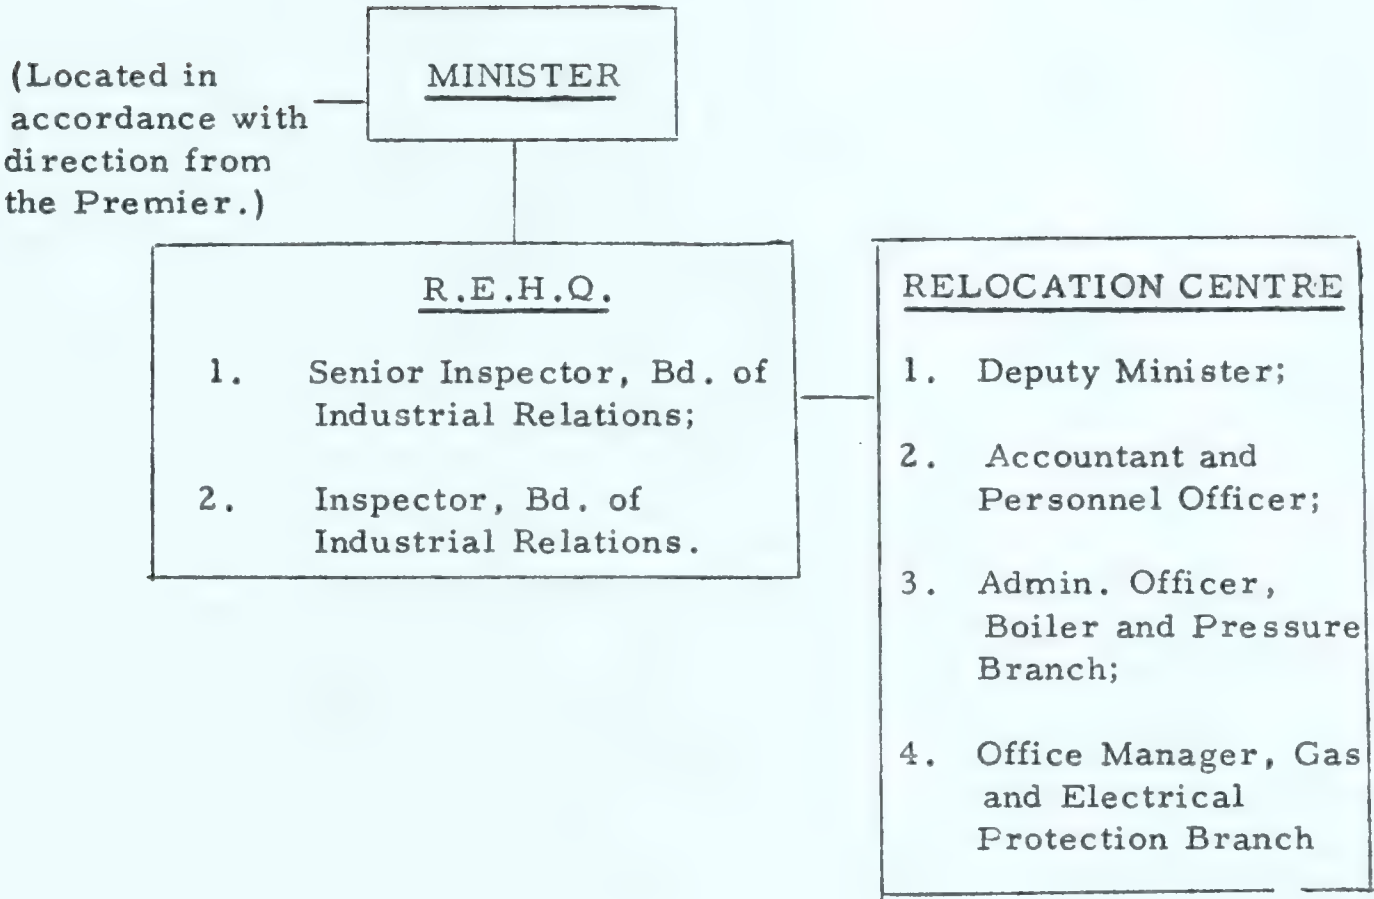 (Located in
accordance with
direction from
the Premier.)
MINISTER
R.E.H.Q.
1. Senior Inspector, Bd. of
Industrial Relations;
2. Inspector, Bd. of
Industrial Relations.
RELOCATION CENTRE
1. Deputy Minister;
2. Accountant and
Personnel Officer;
3. Admin. Officer,
Boiler and Pressure
Branch;
4. Office Manager, Gas
and Electrical
Protection Branch